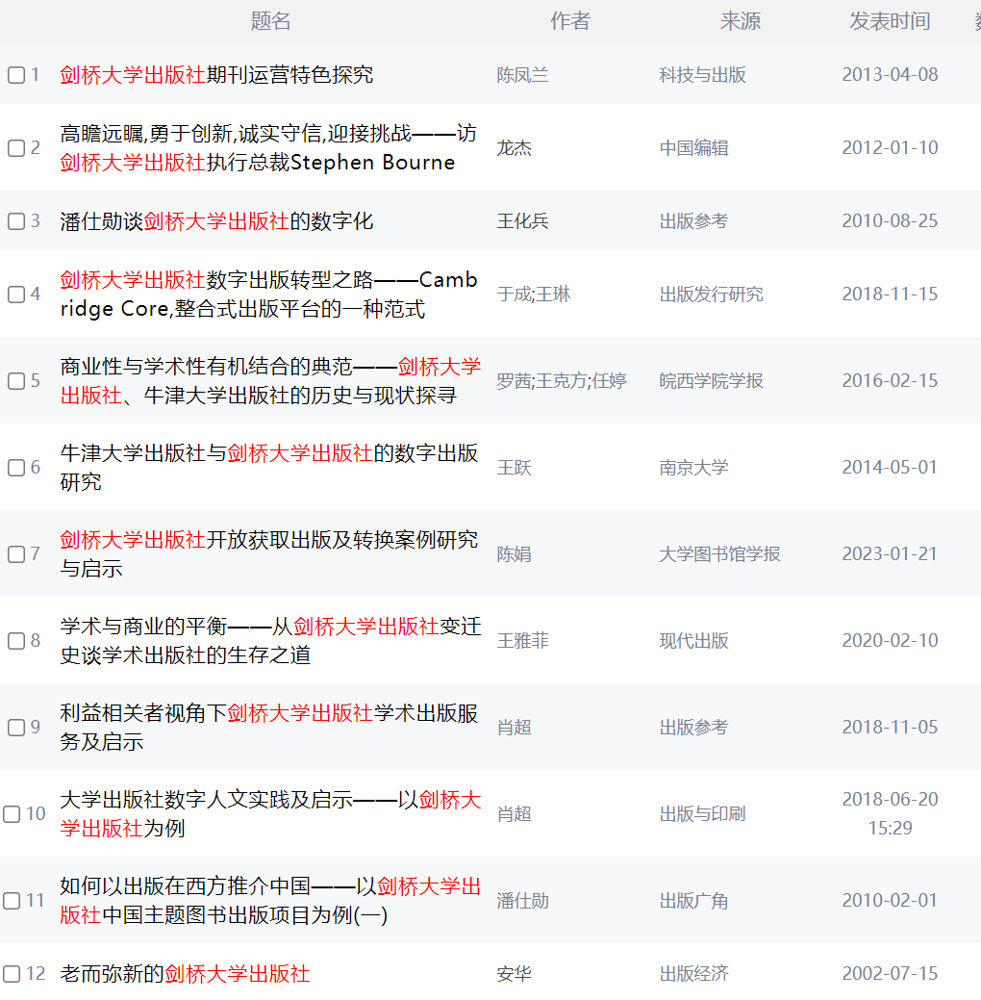 题名 作者 来源 发表时间
1 剑桥大学出版社期刊运营特色探究 陈凤兰 科技与出版 2013-04-08
高瞻远瞩,勇于创新,诚实守信,迎接挑战——访
2 剑桥大学出版社执行总裁Stephen Bourne 龙杰 中国编辑 2012-01-10
3 潘仕勋谈剑桥大学出版社的数字化 王化兵 出版参考 2010-08-25
剑桥大学出版社数字出版转型之路——Camb
4 ridge Core,整合式出版平台的一种范式 于成;王琳 出版发行研究 2018-11-15
商业性与学术性有机结合的典范——剑桥大学
5 出版社、牛津大学出版社的历史与现状探寻 罗茜;王克方;任婷 皖西学院学报 2016-02-15
牛津大学出版社与剑桥大学出版社的数字出版
6 研究 王跃 南京大学 2014-05-01
剑桥大学出版社开放获取出版及转换案例研究
7 与启示 陈娟 大学图书馆学报 2023-01-21
学术与商业的平衡——从剑桥大学出版社变迁
8 史谈学术出版社的生存之道 王雅菲 现代出版 2020-02-10
利益相关者视角下剑桥大学出版社学术出版服
9 务及启示 肖超 出版参考 2018-11-05
大学出版社数字人文实践及启示——以剑桥大 2018-06-20
10 学出版社为例 肖超 出版与印刷 15:29
如何以出版在西方推介中国——以剑桥大学出
11 版社中国主题图书出版项目为例(一) 潘仕勋 出版广角 2010-02-01
12 老而弥新的剑桥大学出版社 安华 出版经济 2002-07-15